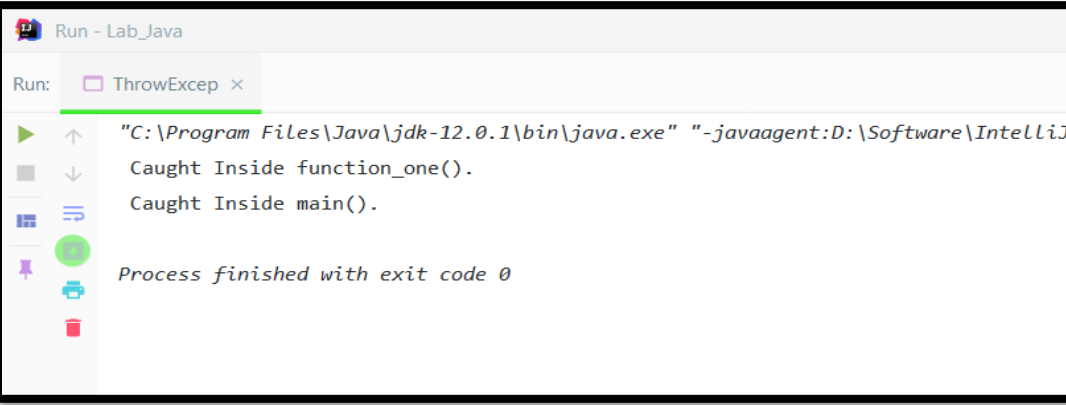 Run - Lab_Java
Run: ThrowExcep ×
"C:\Program Files\Java\jdk-12.0.1\bin\java.exe" "-javaagent:D:\Software\IntelliJ
Caught Inside function_one().
Caught Inside main().
Process finished with exit code 0